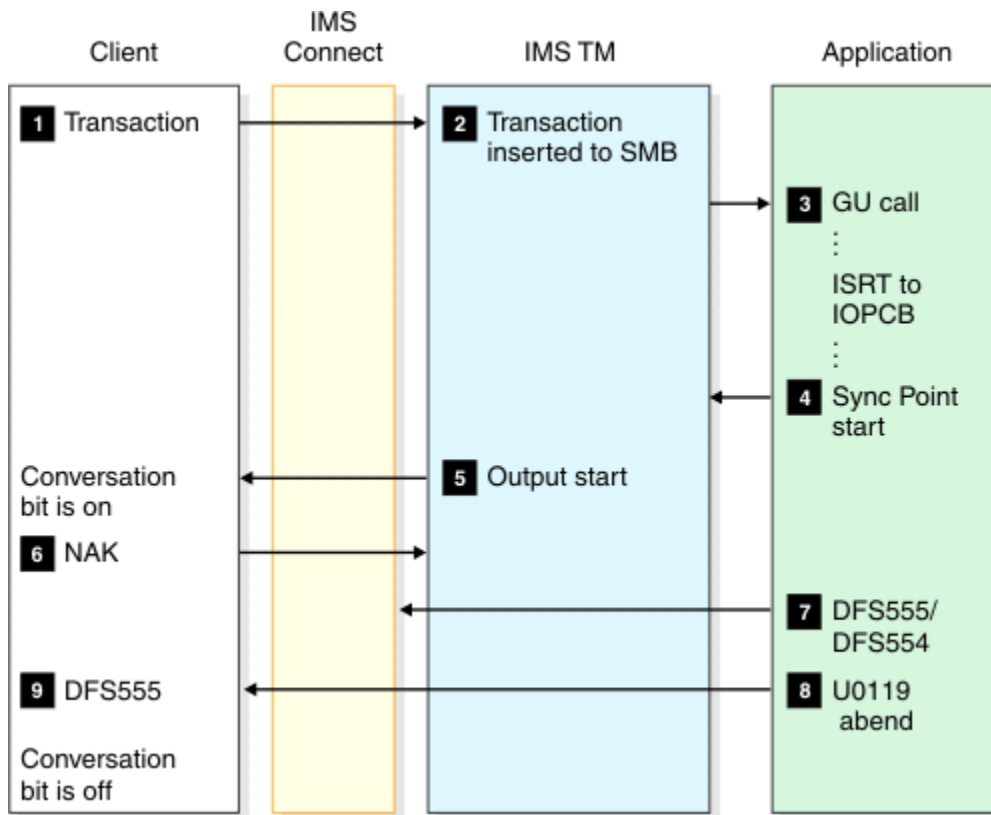 Client
IMS
Connect
IMS TM
Application
1 Transaction
2 Transaction
inserted to SMB
3 GU call
⋮
ISRT to
IOPCB
⋮
4 Sync Point
start
5 Output start
Conversation
bit is on
6 NAK
7 DFS555/
DFS554
8 U0119
abend
9 DFS555
Conversation
bit is off